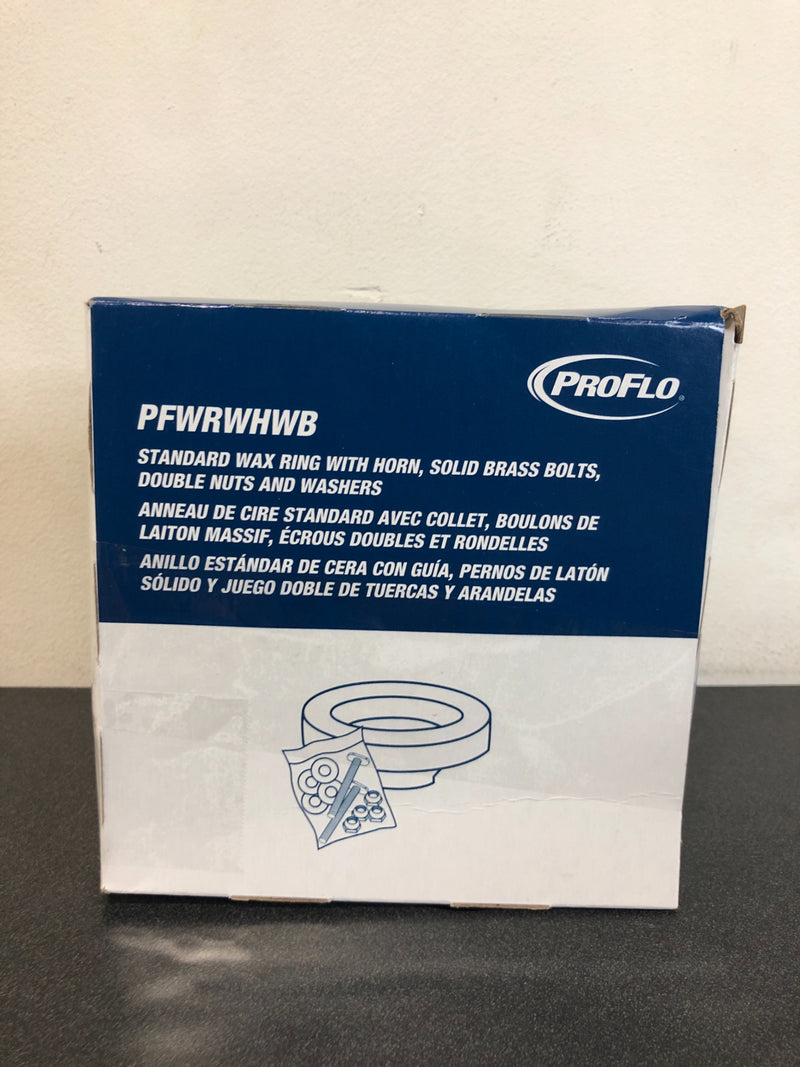 PROFLO®
PFWRWHWB
STANDARD WAX RING WITH HORN, SOLID BRASS BOLTS,
DOUBLE NUTS AND WASHERS
ANNEAU DE CIRE STANDARD AVEC COLLET, BOULONS DE
LAITON MASSIF, ÉCROUS DOUBLES ET RONDELLES
ANILLO ESTÁNDAR DE CERA CON GUÍA, PERNOS DE LATÓN
SÓLIDO Y JUEGO DOBLE DE TUERCAS Y ARANDELAS